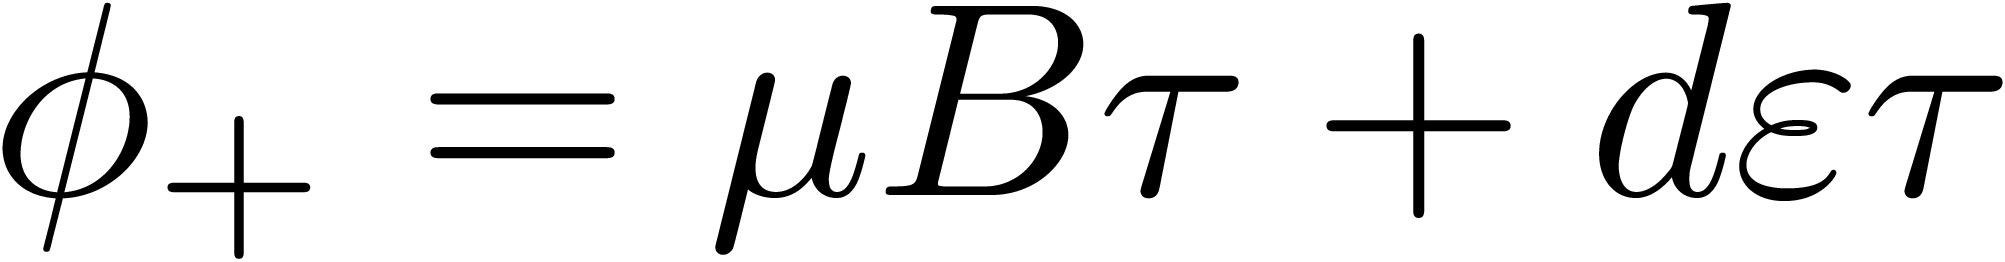 ϕ₊ = μBτ + dετ